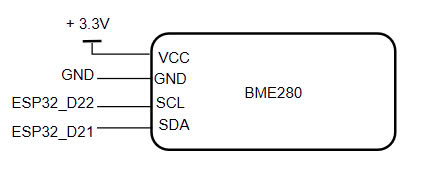 + 3.3V
VCC
GND GND
BME280
ESP32_D22 SCL
ESP32_D21 SDA